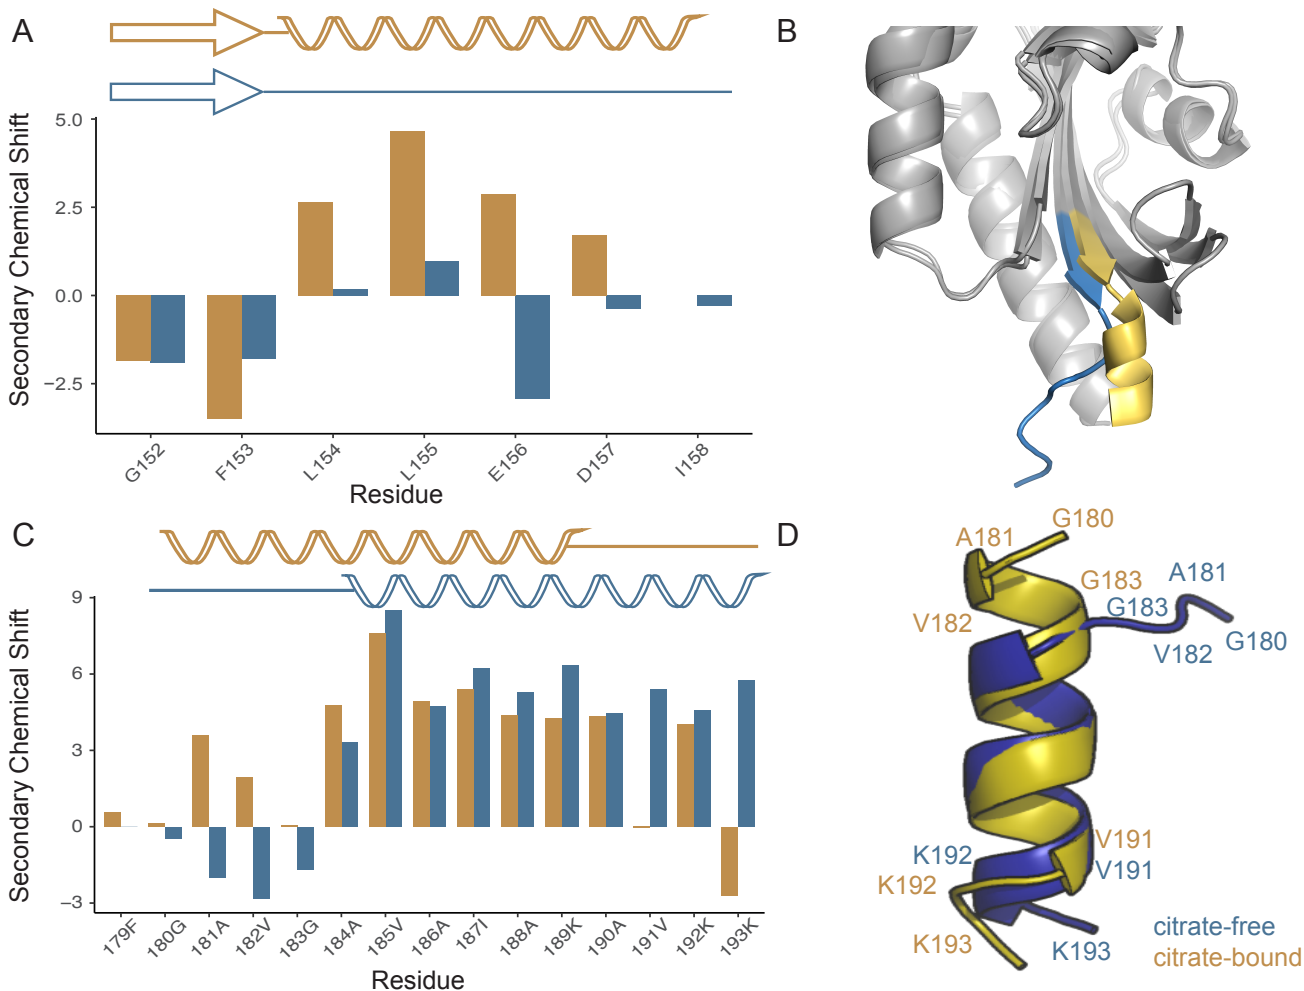 A
Secondary Chemical Shift
5.0
2.5
0.0
−2.5
G152
F153
L154
L155
E156
D157
I158
Residue
B
C
Secondary Chemical Shift
9
6
3
0
−3
179F
180G
181A
182V
183G
184A
185V
186A
187I
188A
189K
190A
191V
192K
193K
Residue
D
G180
A181
G183
A181
G183
V182
V182
G180
V191
K192
V191
K192
K193
K193
citrate-free
citrate-bound